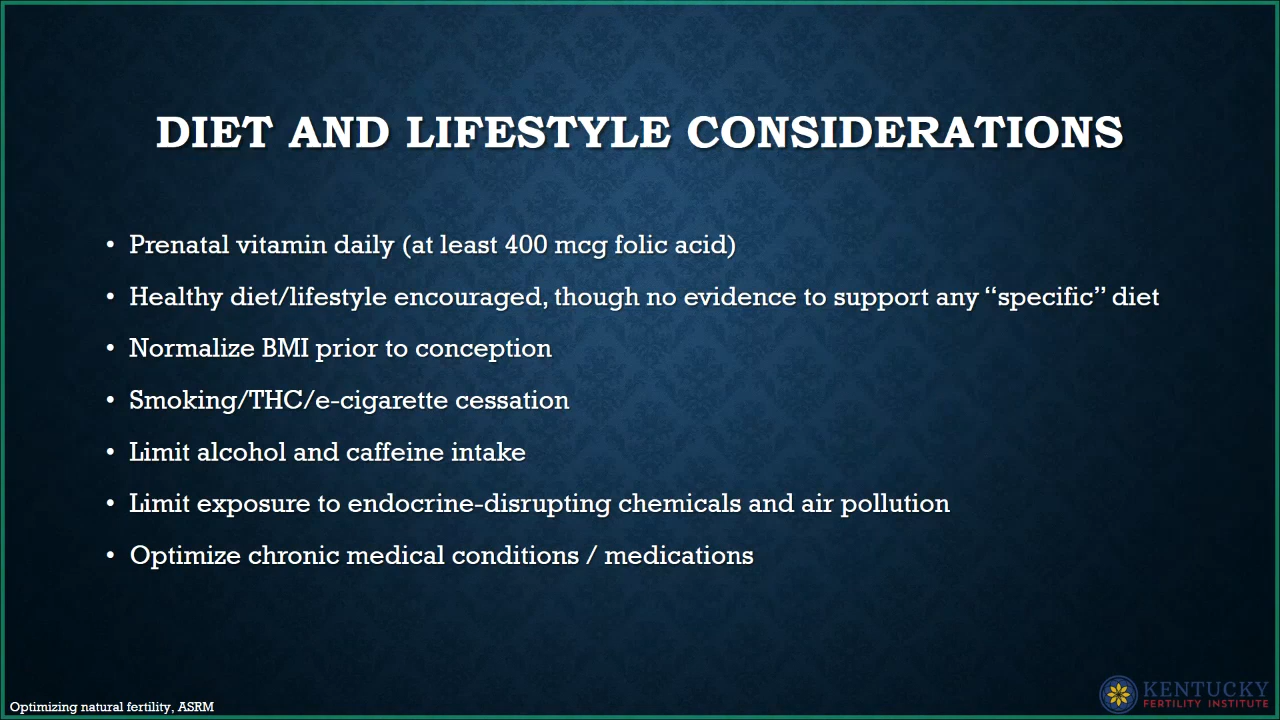 DIET AND LIFESTYLE CONSIDERATIONS
• Prenatal vitamin daily (at least 400 mcg folic acid)
• Healthy diet/lifestyle encouraged, though no evidence to support any “specific” diet
• Normalize BMI prior to conception
• Smoking/THC/e-cigarette cessation
• Limit alcohol and caffeine intake
• Limit exposure to endocrine-disrupting chemicals and air pollution
• Optimize chronic medical conditions / medications
Optimizing natural fertility, ASRM
KENTUCKY
FERTILITY INSTITUTE